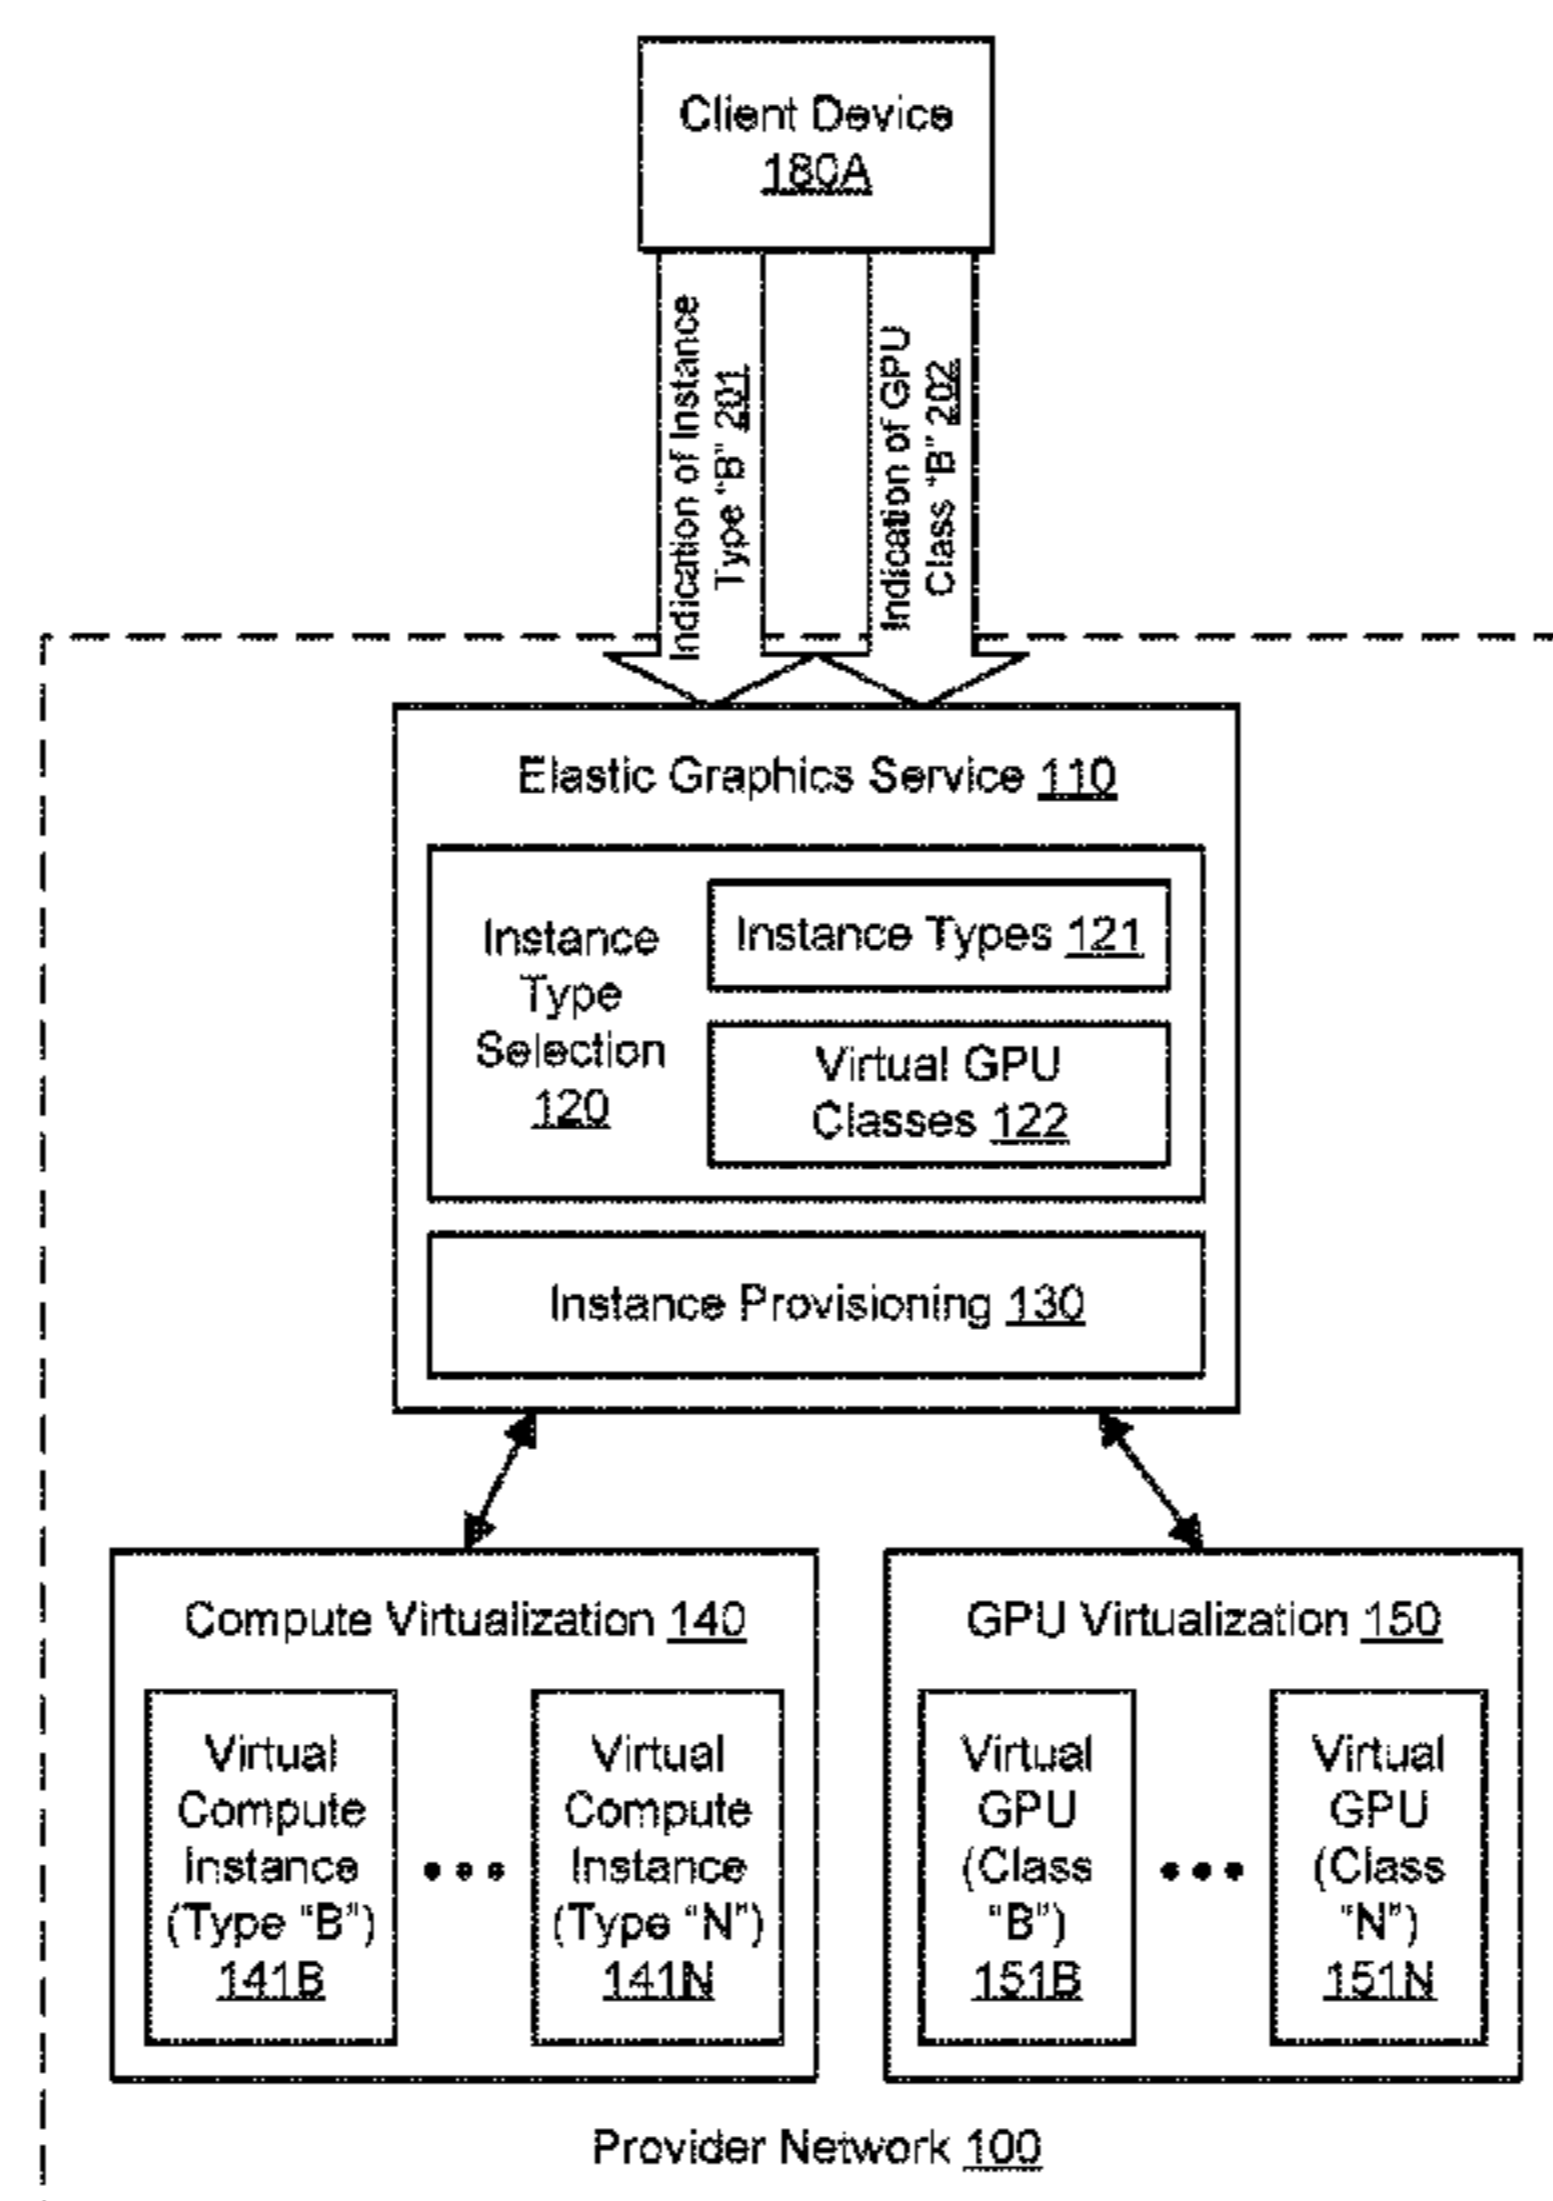 Client Device
180A
Indication of Instance
Type “B” 201
Indication of GPU
Class “B” 202
Elastic Graphics Service 110
Instance
Type
Selection
120
Instance Types 121
Virtual GPU
Classes 122
Instance Provisioning 130
Compute Virtualization 140
Virtual
Compute
Instance
(Type “B”)
141B
Virtual
Compute
Instance
(Type “N”)
141N
GPU Virtualization 150
Virtual
GPU
(Class
“B”)
151B
Virtual
GPU
(Class
“N”)
151N
Provider Network 100